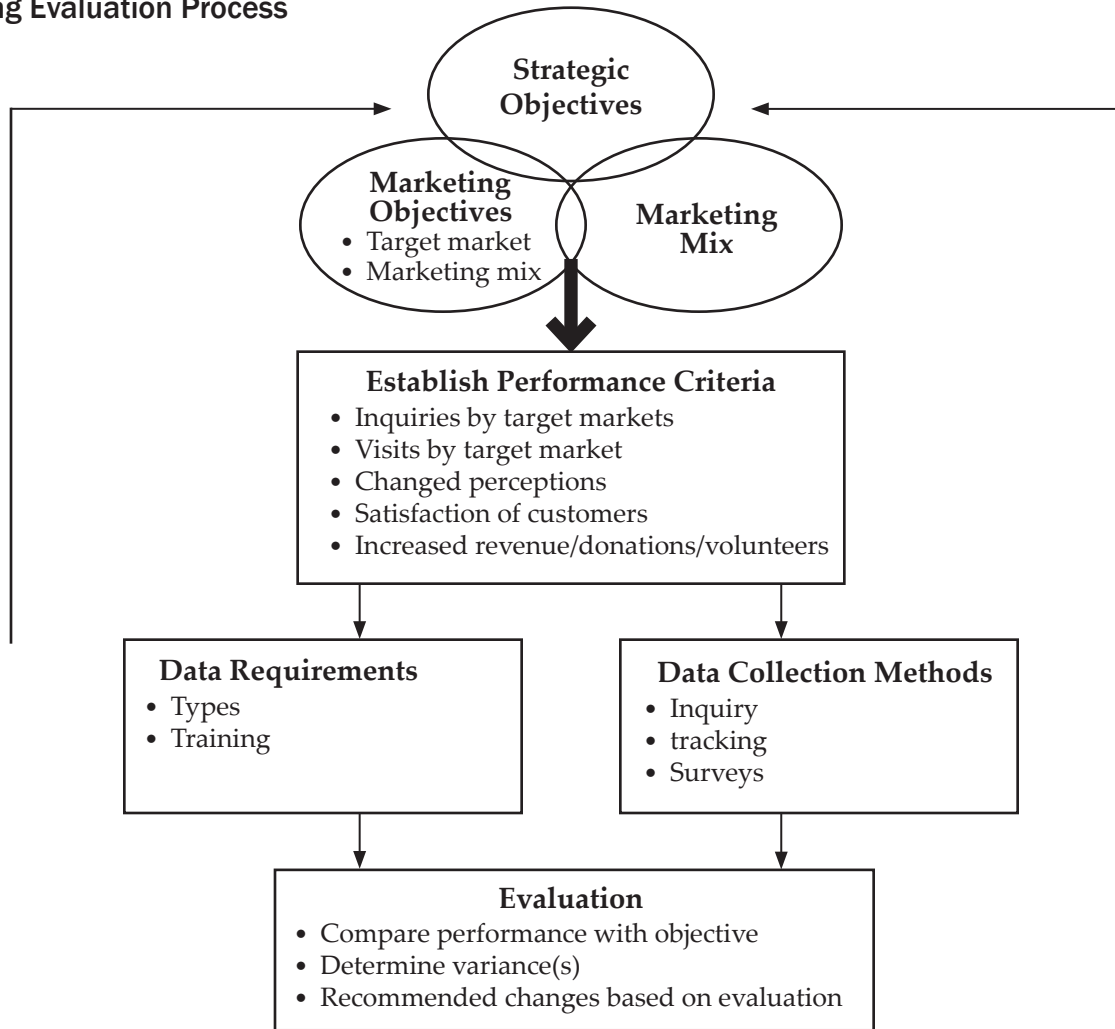 ng Evaluation Process
Strategic
Objectives
Marketing
Objectives
• Target market
• Marketing mix
Marketing
Mix
Establish Performance Criteria
• Inquiries by target markets
• Visits by target market
• Changed perceptions
• Satisfaction of customers
• Increased revenue/donations/volunteers
Data Requirements
• Types
• Training
Data Collection Methods
• Inquiry
• tracking
• Surveys
Evaluation
• Compare performance with objective
• Determine variance(s)
• Recommended changes based on evaluation